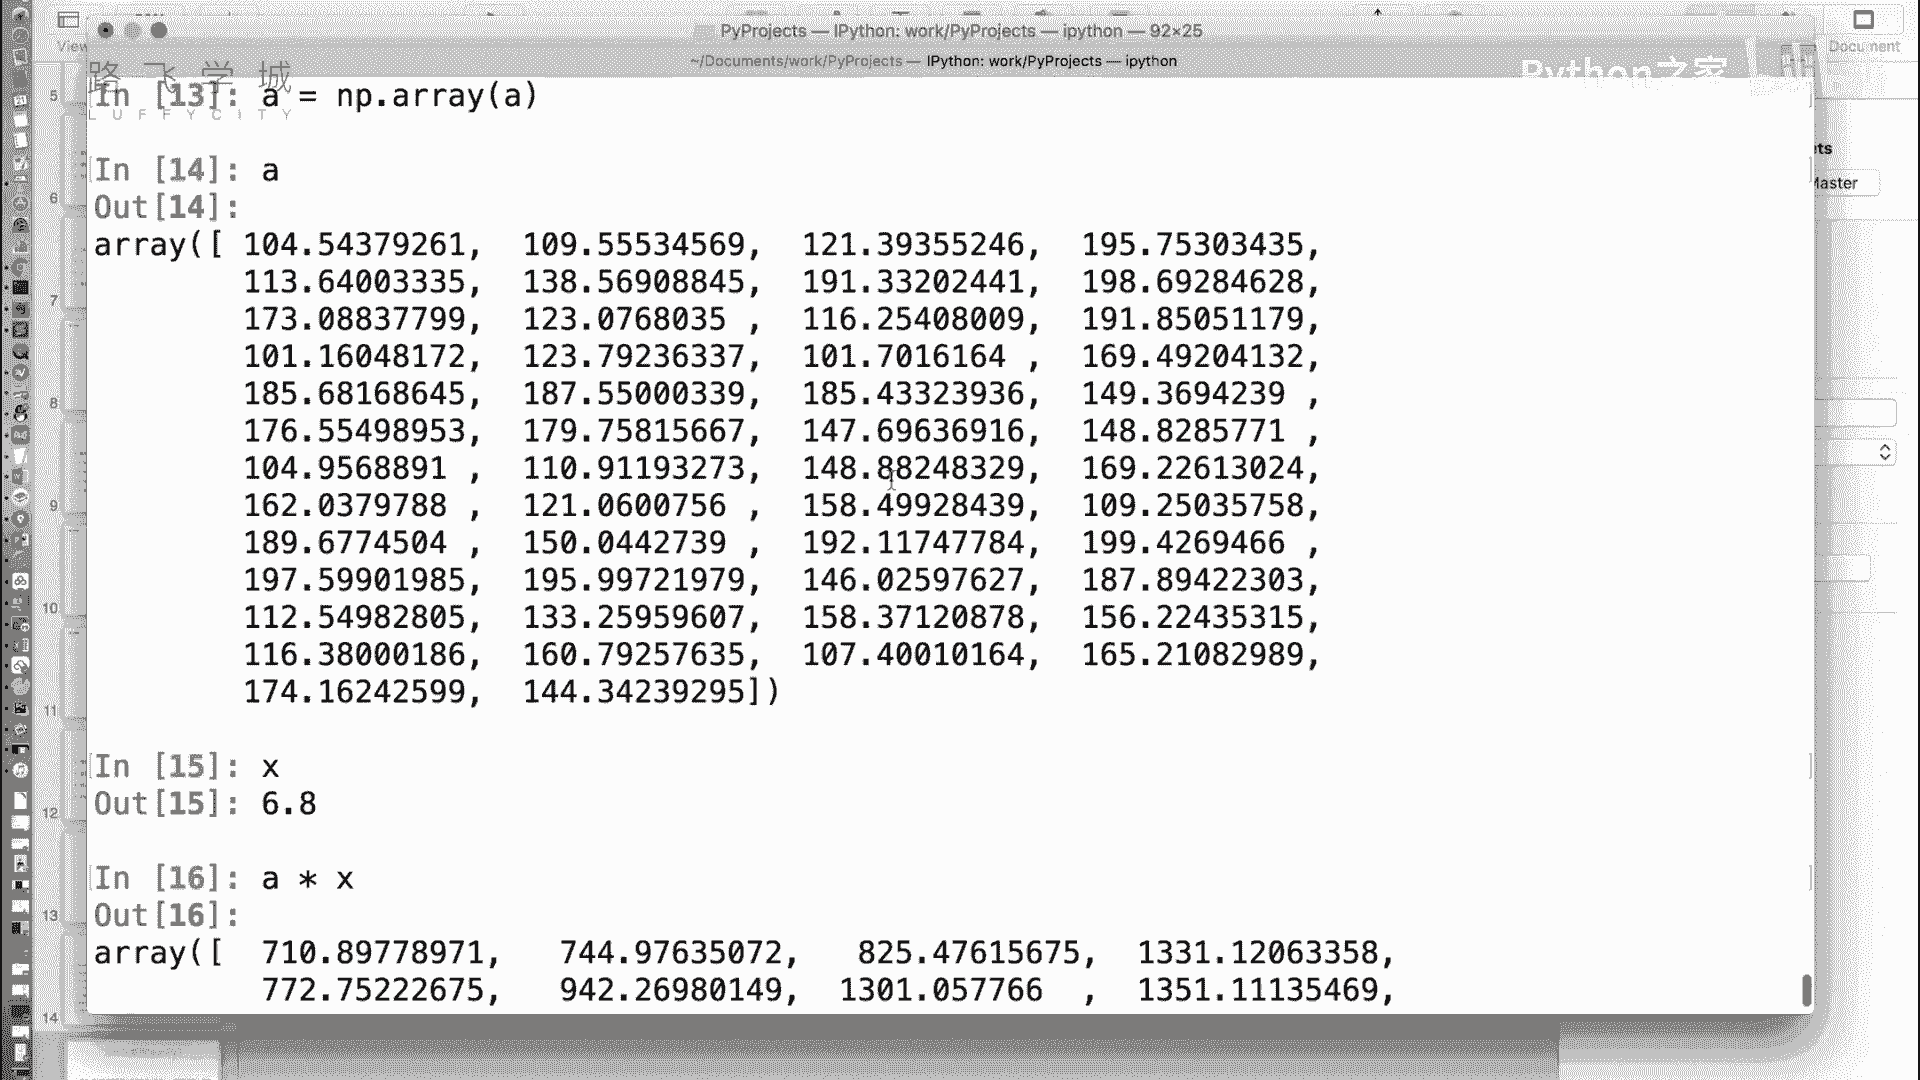 View
PyProjects — IPython: work/PyProjects — ipython — 92×25
Document
~/Documents/work/PyProjects — IPython: work/PyProjects — ipython
路飞学城
LUFFYCITY
Python之家
5
In [13]: a = np.array(a)
ts
In [14]: a
Master
6
Out[14]:
array([ 104.54379261, 109.55534569, 121.39355246, 195.75303435,
113.64003335, 138.56908845, 191.33202441, 198.69284628,
7
173.08837799, 123.0768035 , 116.25408009, 191.85051179,
101.16048172, 123.79236337, 101.7016164 , 169.49204132,
8
185.68168645, 187.55000339, 185.43323936, 149.3694239 ,
176.55498953, 179.75815667, 147.69636916, 148.8285771 ,
104.9568891 , 110.91193273, 148.88248329, 169.22613024,
9
162.0379788 , 121.0600756 , 158.49928439, 109.25035758,
189.6774504 , 150.0442739 , 192.11747784, 199.4269466 ,
197.59901985, 195.99721979, 146.02597627, 187.89422303,
10
112.54982805, 133.25959607, 158.37120878, 156.22435315,
116.38000186, 160.79257635, 107.40010164, 165.21082989,
11
174.16242599, 144.34239295])
In [15]: x
12
Out[15]: 6.8
In [16]: a * x
13
Out[16]:
array([ 710.89778971, 744.97635072, 825.47615675, 1331.12063358,
772.75222675, 942.26980149, 1301.057766 , 1351.11135469,
14